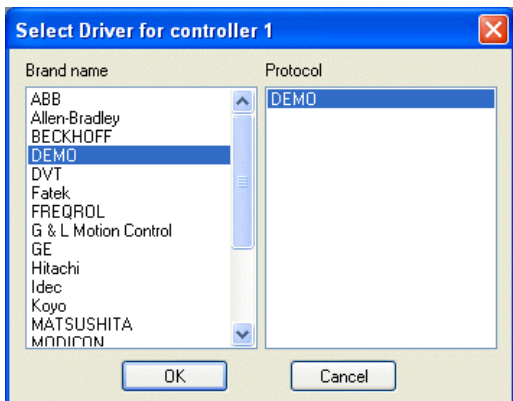 Select Driver for controller 1
Brand name
Protocol
ABB
Allen-Bradley
BECKHOFF
DEMO
DVT
Fatek
FREQROL
G & L Motion Control
GE
Hitachi
Idec
Koyo
MATSUSHITA
MODICON
DEMO
OK
Cancel